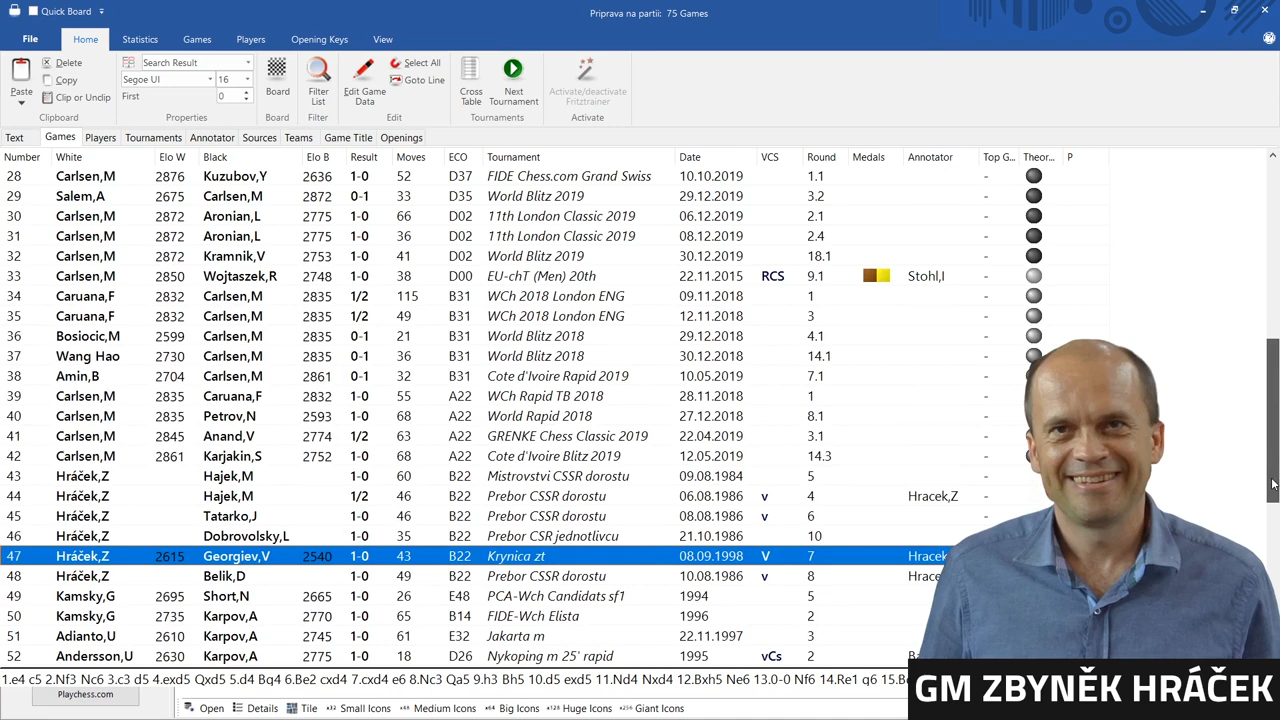 Quick Board Priprava na partii: 75 Games
File Home Statistics Games Players Opening Keys View
Paste Delete Copy Clip or Unclip Clipboard
Search Result
Segoe UI 16
First 0
Properties
Board Board
Filter List Filter
Edit Game Data Select All Goto Line Edit
Cross Table Next Tournament Tournaments
Activate/deactivate Fritztrainer Activate
Text Games Players Tournaments Annotator Sources Teams Game Title Openings
Number White Elo W Black Elo B Result Moves ECO Tournament Date VCS Round Medals Annotator Top G... Theor... P
28 Carlsen,M 2876 Kuzubov,Y 2636 1-0 52 D37 FIDE Chess.com Grand Swiss 10.10.2019 1.1 -
29 Salem,A 2675 Carlsen,M 2872 0-1 33 D35 World Blitz 2019 29.12.2019 3.2 -
30 Carlsen,M 2872 Aronian,L 2775 1-0 66 D02 11th London Classic 2019 06.12.2019 2.1 -
31 Carlsen,M 2872 Aronian,L 2775 1-0 36 D02 11th London Classic 2019 08.12.2019 2.4 -
32 Carlsen,M 2872 Kramnik,V 2753 1-0 41 D02 World Blitz 2019 30.12.2019 18.1 -
33 Carlsen,M 2850 Wojtaszek,R 2748 1-0 38 D00 EU-chT (Men) 20th 22.11.2015 RCS 9.1 Stohl,I -
34 Caruana,F 2832 Carlsen,M 2835 1/2 115 B31 WCh 2018 London ENG 09.11.2018 1 -
35 Caruana,F 2832 Carlsen,M 2835 1/2 49 B31 WCh 2018 London ENG 12.11.2018 3 -
36 Bosiocic,M 2599 Carlsen,M 2835 0-1 21 B31 World Blitz 2018 29.12.2018 4.1 -
37 Wang Hao 2730 Carlsen,M 2835 0-1 36 B31 World Blitz 2018 30.12.2018 14.1 -
38 Amin,B 2704 Carlsen,M 2861 0-1 32 B31 Cote d'Ivoire Rapid 2019 10.05.2019 7.1 -
39 Carlsen,M 2835 Caruana,F 2832 1-0 55 A22 WCh Rapid TB 2018 28.11.2018 1 -
40 Carlsen,M 2835 Petrov,N 2593 1-0 68 A22 World Rapid 2018 27.12.2018 8.1 -
41 Carlsen,M 2845 Anand,V 2774 1/2 63 A22 GRENKE Chess Classic 2019 22.04.2019 3.1 -
42 Carlsen,M 2861 Karjakin,S 2752 1-0 56 A22 Cote d'Ivoire Blitz 2019 12.05.2019 14.3 -
43 Hráček,Z Hajek,M 1-0 60 B22 Mistrovstvi CSSR dorostu 09.08.1984 5 -
44 Hráček,Z Hajek,M 1/2 46 B22 Prebor CSSR dorostu 06.08.1986 v 4 Hracek,Z -
45 Hráček,Z Tatarko,J 1-0 46 B22 Prebor CSSR dorostu 08.08.1986 v 6 -
46 Hráček,Z Dobrovolsky,L 1-0 35 B22 Prebor CSR jednotlivcu 21.04.1986 10
47 Hráček,Z 2615 Georgiev,V 2540 1-0 43 B22 Krynica zt 08.09.1998 V 7 Hracek
48 Hráček,Z Belik,D 1-0 49 B22 Prebor CSSR dorostu 10.08.1986 v 8 Hrace
49 Kamsky,G 2695 Short,N 2665 1-0 26 E48 PCA-Wch Candidats sf1 1994 5
50 Kamsky,G 2735 Karpov,A 2770 1-0 65 B14 FIDE-Wch Elista 1996 2
51 Adianto,U 2610 Karpov,A 2745 1-0 61 E32 Jakarta m 22.11.1997 3
52 Andersson,U 2630 Karpov,A 2775 1-0 18 D26 Nykoping m 25' rapid 1995 vCs 2
1.e4 c5 2.Nf3 Nc6 3.c3 d5 4.exd5 Qxd5 5.d4 Bg4 6.Be2 cxd4 7.cxd4 e6 8.Nc3 Qa5 9.h3 Bh5 10.d5 exd5 11.Nd4 Nxd4 12.Bxh5 Ne6 13.0-0 Nf6 14.Re1 g6 15.B
Playchess.com Open Details Tile Small Icons Medium Icons Big Icons Huge Icons Giant Icons
GM ZBYNĚK HRÁČEK